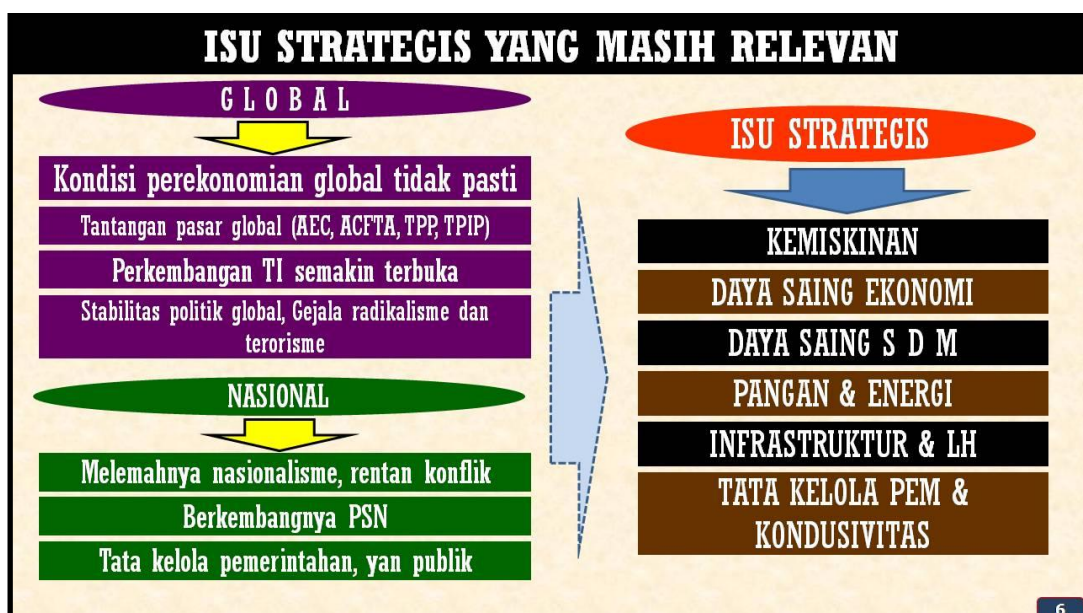 ISU STRATEGIS YANG MASIH RELEVAN
G L O B A L
Kondisi perekonomian global tidak pasti
Tantangan pasar global (AEC, ACFTA, TPP, TPIP)
Perkembangan TI semakin terbuka
Stabilitas politik global, Gejala radikalisme dan
terorisme
NASIONAL
Melemahnya nasionalisme, rentan konflik
Berkembangnya PSN
Tata kelola pemerintahan, yan publik
ISU STRATEGIS
KEMISKINAN
DAYA SAING EKONOMI
DAYA SAING S D M
PANGAN & ENERGI
INFRASTRUKTUR & LH
TATA KELOLA PEM &
KONDUSIVITAS
6